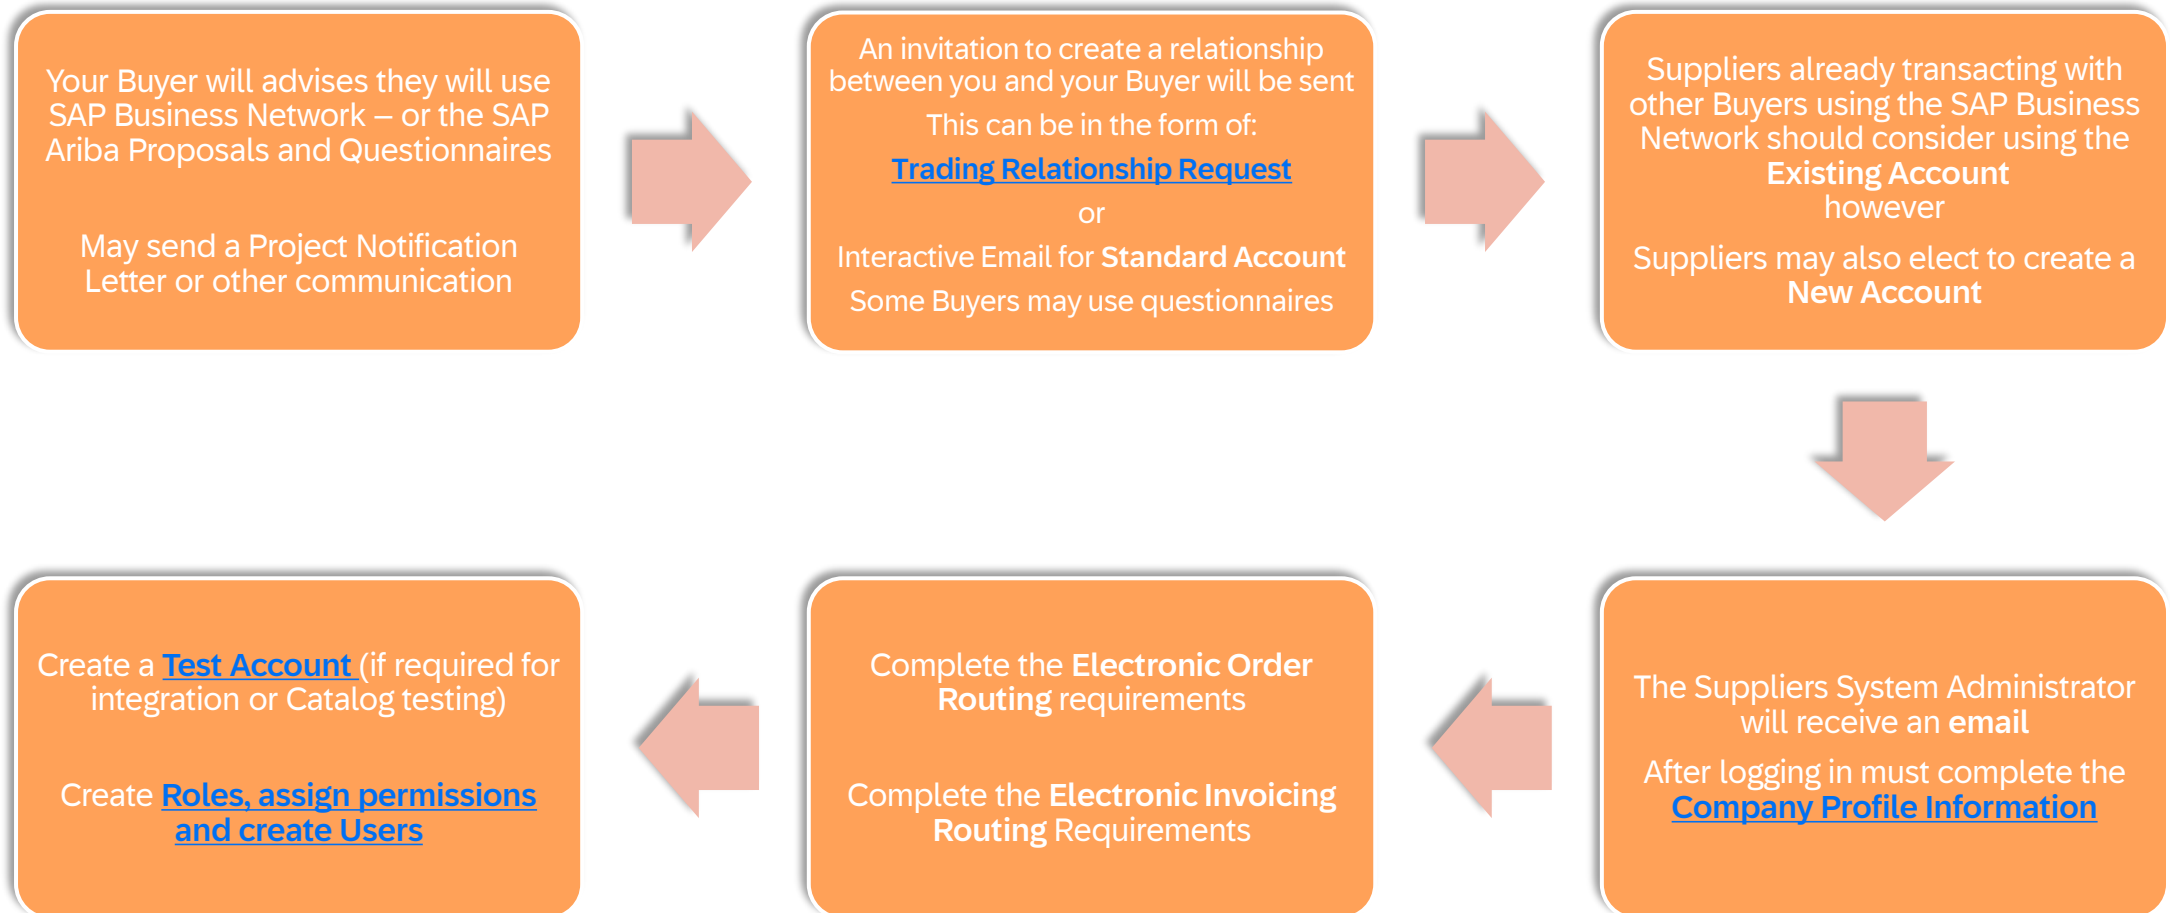 Your Buyer will advises they will use
SAP Business Network – or the SAP
Ariba Proposals and Questionnaires
May send a Project Notification
Letter or other communication
An invitation to create a relationship
between you and your Buyer will be sent
This can be in the form of:
Trading Relationship Request
or
Interactive Email for Standard Account
Some Buyers may use questionnaires
Suppliers already transacting with
other Buyers using the SAP Business
Network should consider using the
Existing Account
however
Suppliers may also elect to create a
New Account
The Suppliers System Administrator
will receive an email
After logging in must complete the
Company Profile Information
Complete the Electronic Order
Routing requirements
Complete the Electronic Invoicing
Routing Requirements
Create a Test Account (if required for
integration or Catalog testing)
Create Roles, assign permissions
and create Users